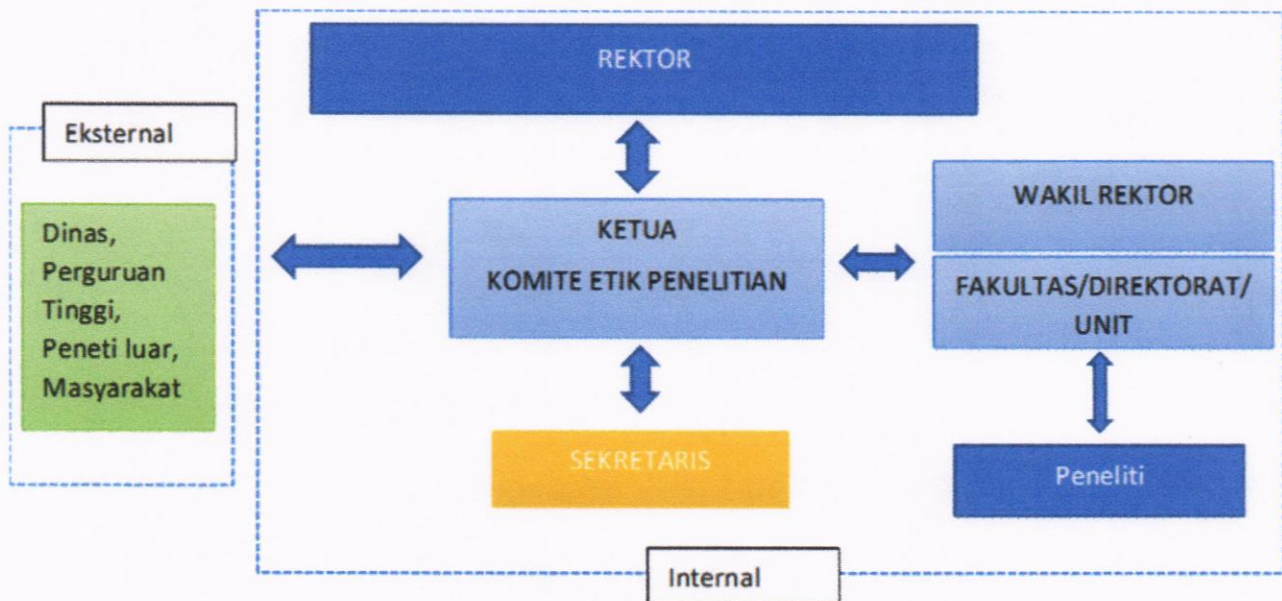 REKTOR
Eksternal
Dinas,
Perguruan
Tinggi,
Peneti luar,
Masyarakat
KETUA
KOMITE ETIK PENELITIAN
WAKIL REKTOR
FAKULTAS/DIREKTORAT/
UNIT
SEKRETARIS
Peneliti
Internal